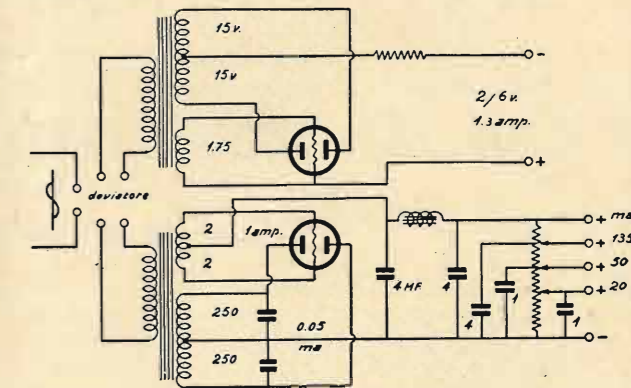 15 v.
15 v
1.75
-
2/6 v.
1.3 amp.
+
deviatore
2
2
1 amp.
250
250
0.05
ma
4 MF
4
4
1
1
+ ma
+ 135
+ 50
+ 20
-